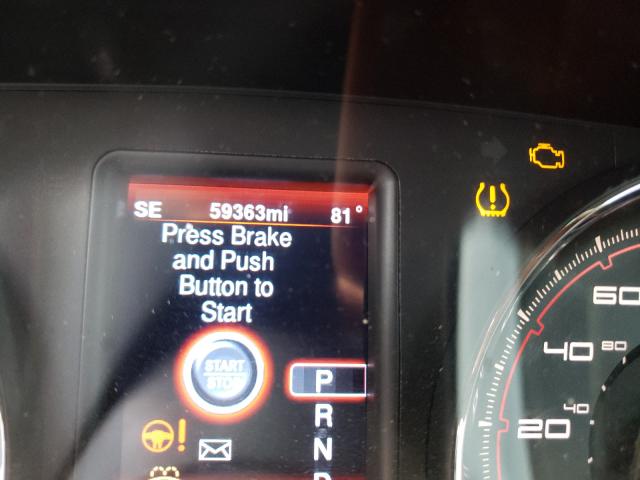 SE 59363mi 81°
Press Brake
and Push
Button to
Start
START
STOP
P
R
N
D
60
40 80
20 40